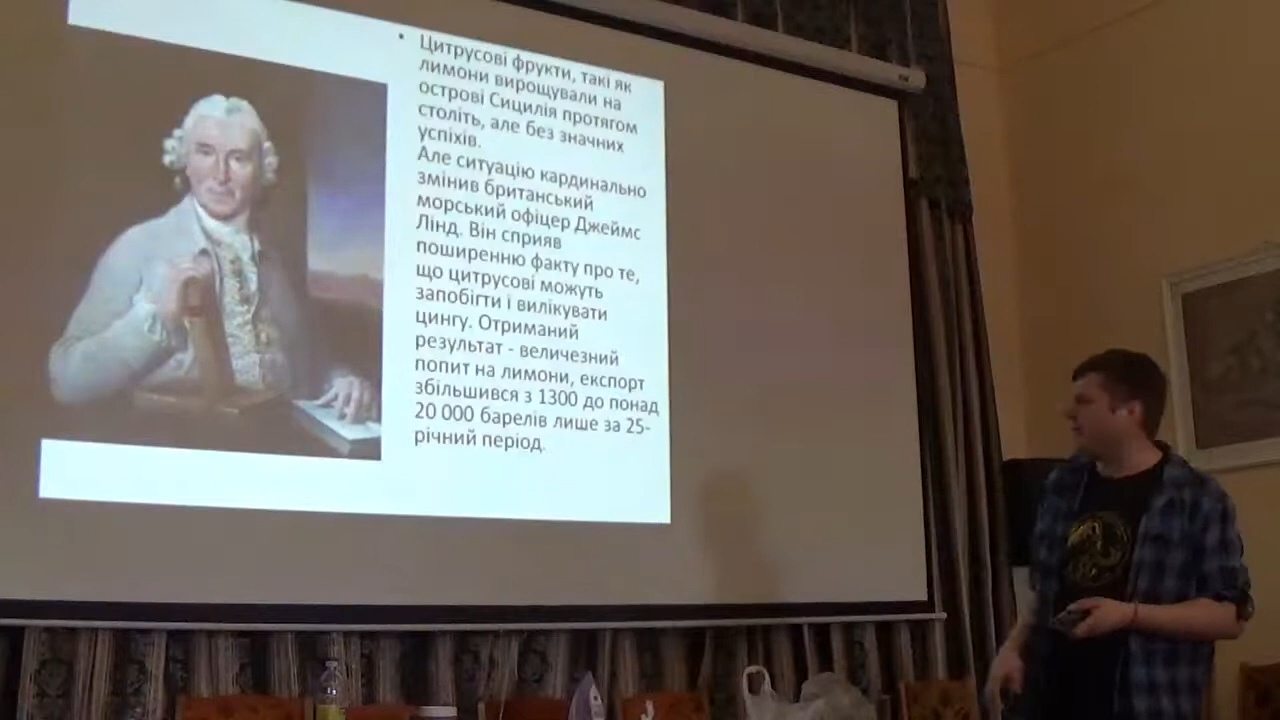 • Цитрусові фрукти, такі як
лимони вирощували на
острові Сицилія протягом
століть, але без значних
успіхів.
Але ситуацію кардинально
змінив британський
морський офіцер Джеймс
Лінд. Він сприяв
поширенню факту про те,
що цитрусові можуть
запобігти і вилікувати
цингу. Отриманий
результат - величезний
попит на лимони, експорт
збільшився з 1300 до понад
20 000 барелів лише за 25-
річний період.